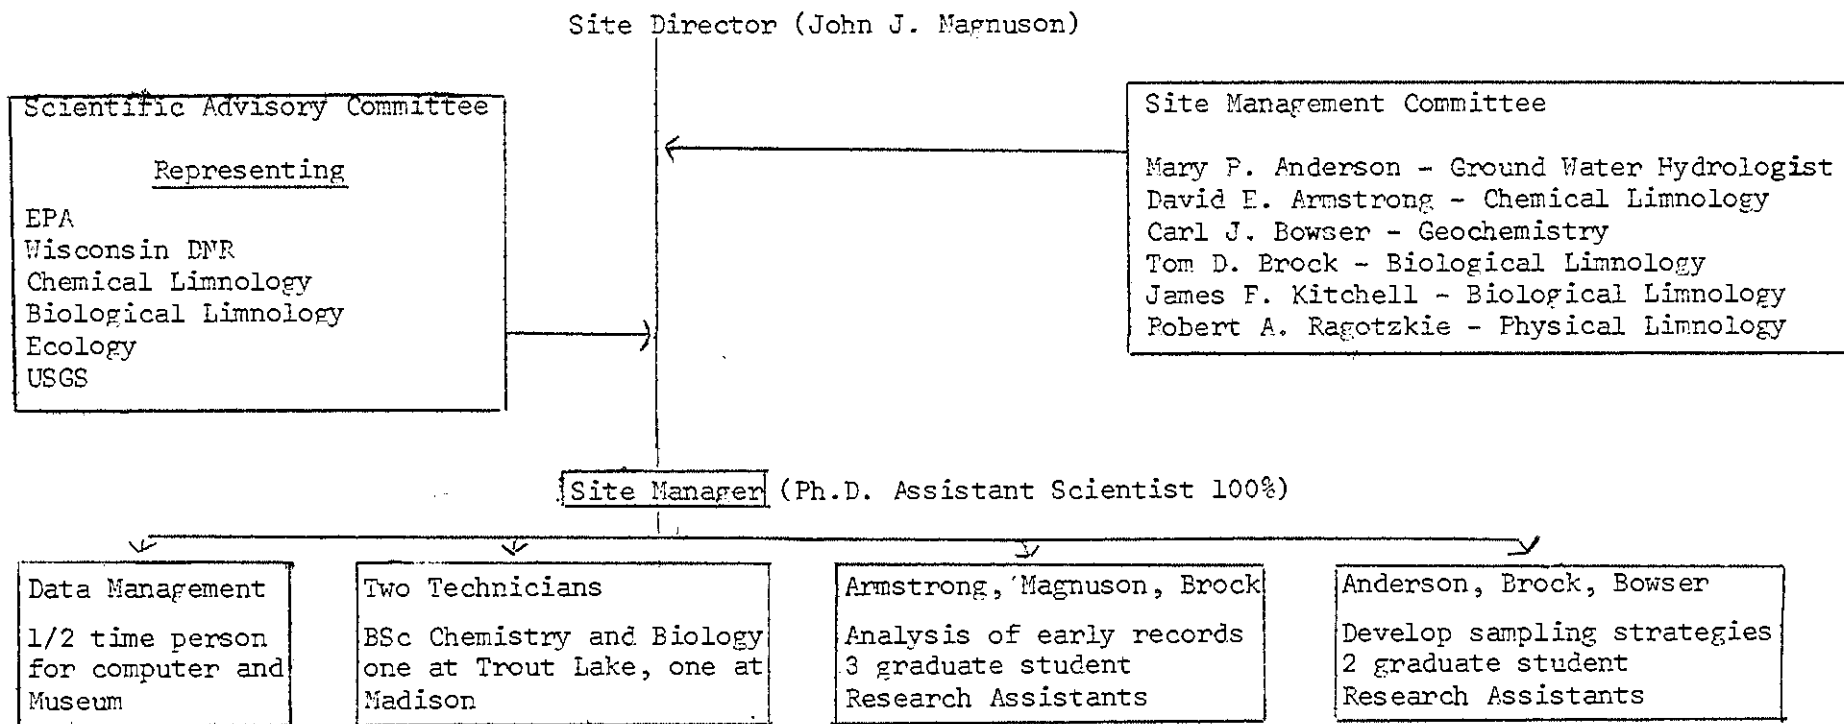 Site Director (John J. Magnuson)
Scientific Advisory Committee
Representing
EPA
Wisconsin DNR
Chemical Limnology
Biological Limnology
Ecology
USGS
Site Management Committee
Mary P. Anderson - Ground Water Hydrologist
David E. Armstrong - Chemical Limnology
Carl J. Bowser - Geochemistry
Tom D. Brock - Biological Limnology
James F. Kitchell - Biological Limnology
Robert A. Ragotzkie - Physical Limnology
Site Manager (Ph.D. Assistant Scientist 100%)
Data Management
1/2 time person
for computer and
Museum
Two Technicians
BSc Chemistry and Biology
one at Trout Lake, one at
Madison
Armstrong, Magnuson, Brock
Analysis of early records
3 graduate student
Research Assistants
Anderson, Brock, Bowser
Develop sampling strategies
2 graduate student
Research Assistants